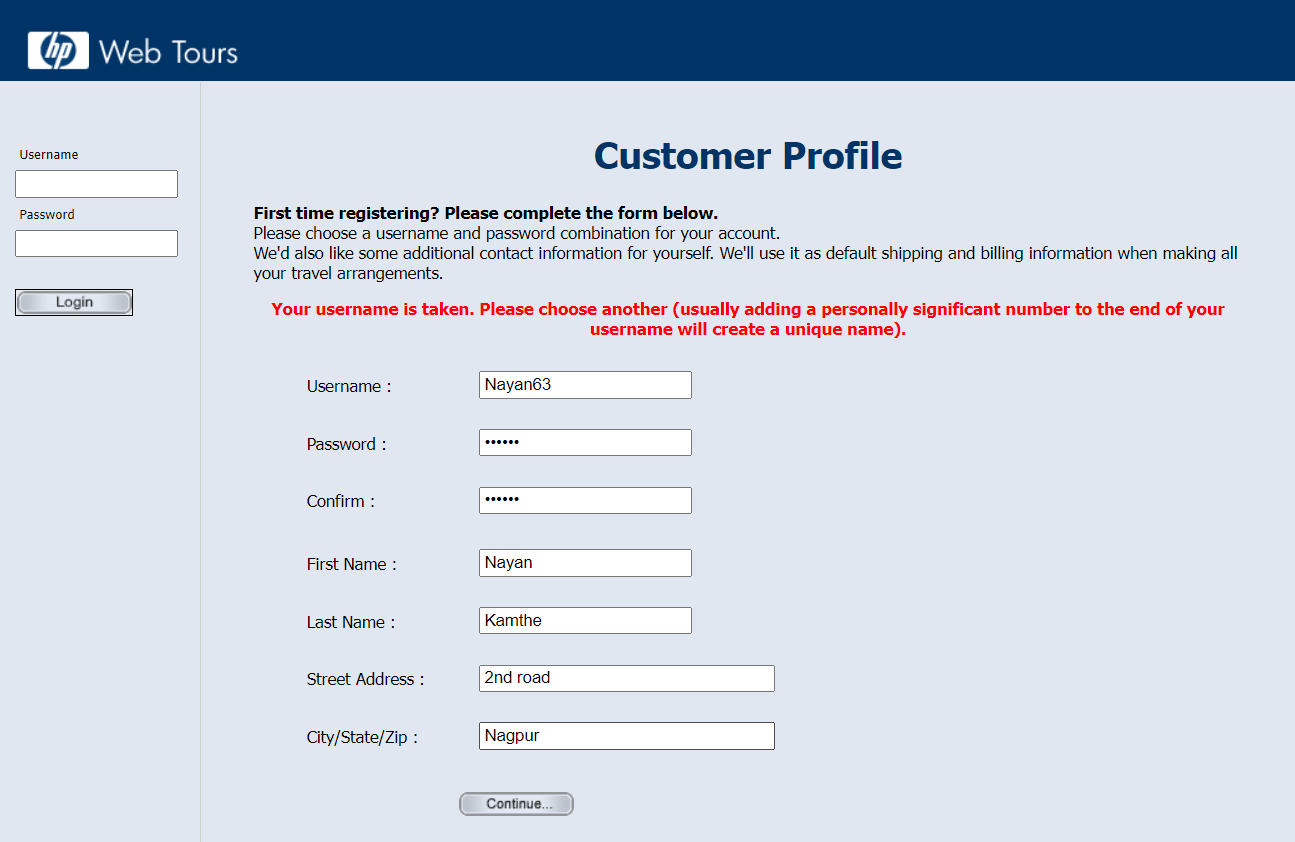 hp Web Tours
Username
Password
Login
Customer Profile
First time registering? Please complete the form below.
Please choose a username and password combination for your account.
We'd also like some additional contact information for yourself. We'll use it as default shipping and billing information when making all
your travel arrangements.
Your username is taken. Please choose another (usually adding a personally significant number to the end of your
username will create a unique name).
Username : Nayan63
Password : ••••••
Confirm : ••••••
First Name : Nayan
Last Name : Kamthe
Street Address : 2nd road
City/State/Zip : Nagpur
Continue...